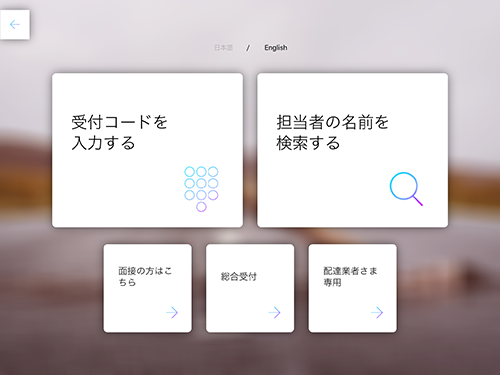 日本語 / English
受付コードを
入力する
担当者の名前を
検索する
面接の方はこ
ちら
総合受付
配達業者さま
専用